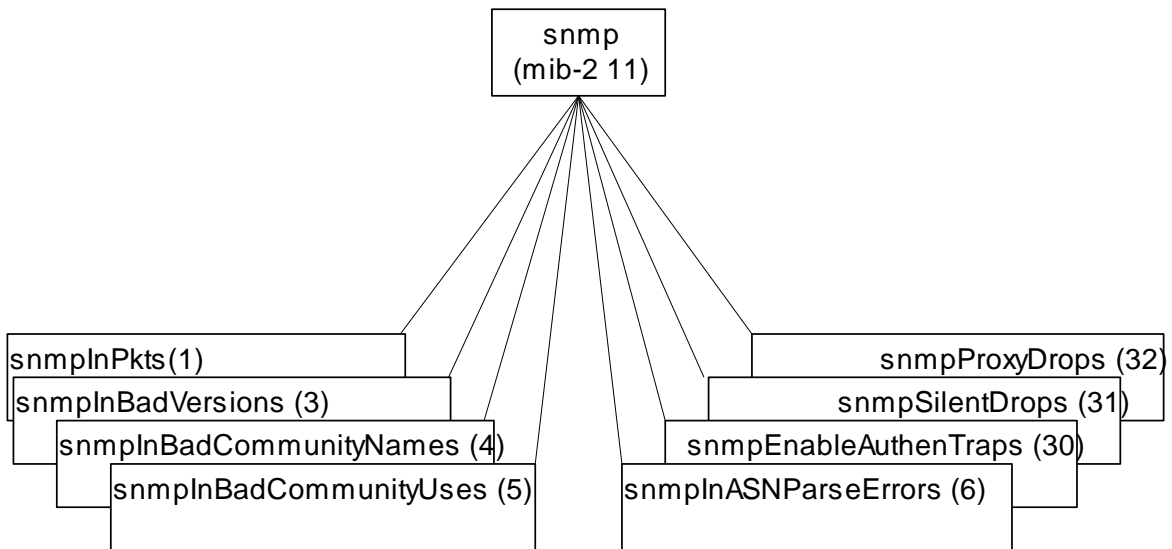 snmp
(mib-2 11)
snmpInPkts(1)
snmpInBadVersions (3)
snmpInBadCommunityNames (4)
snmpInBadCommunityUses (5)
snmpProxyDrops (32)
snmpSilentDrops (31)
snmpEnableAuthenTraps (30)
snmpInASNParseErrors (6)